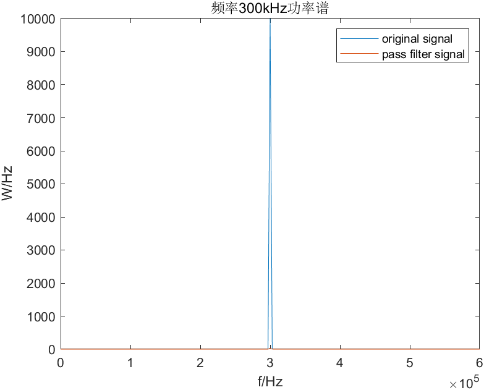 频率300kHz功率谱
original signal
pass filter signal
10000
9000
8000
7000
6000
5000
4000
3000
2000
1000
0
W/Hz
0 1 2 3 4 5 6
f/Hz
×10^5